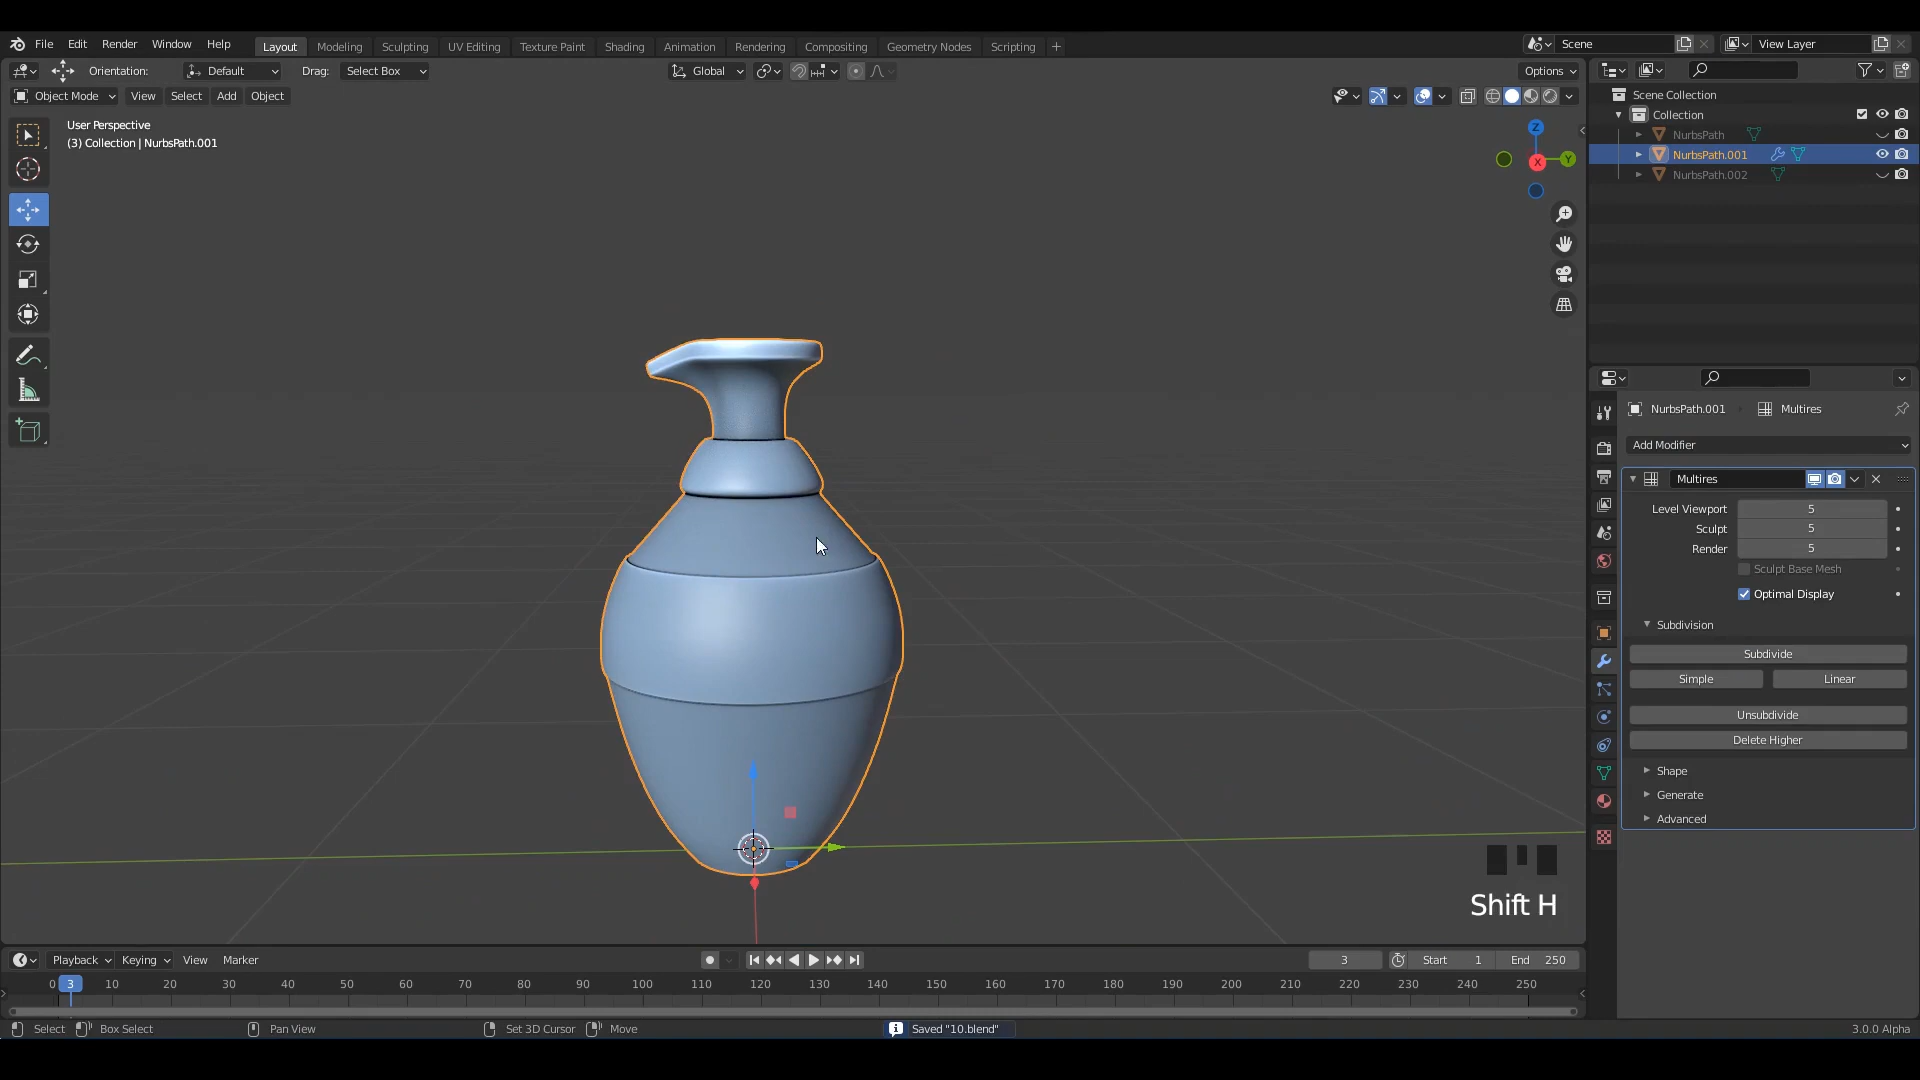 File Edit Render Window Help Layout Modeling Sculpting UV Editing Texture Paint Shading Animation Rendering Compositing Geometry Nodes Scripting + Scene View Layer
Orientation: Default Drag: Select Box Global Options
Object Mode View Select Add Object
User Perspective
(3) Collection | NurbsPath.001
Z
Y
X
Scene Collection
Collection
NurbsPath
NurbsPath.001
NurbsPath.002
NurbsPath.001 Multires
Add Modifier
Multires
Level Viewport 5
Sculpt 5
Render 5
Sculpt Base Mesh
Optimal Display
Subdivision
Subdivide
Simple Linear
Unsubdivide
Delete Higher
Shape
Generate
Advanced
Shift H
Playback Keying View Marker 3 Start 1 End 250
0 3 10 20 30 40 50 60 70 80 90 100 110 120 130 140 150 160 170 180 190 200 210 220 230 240 250
Select Box Select Pan View Set 3D Cursor Move Saved "10.blend" 3.0.0 Alpha